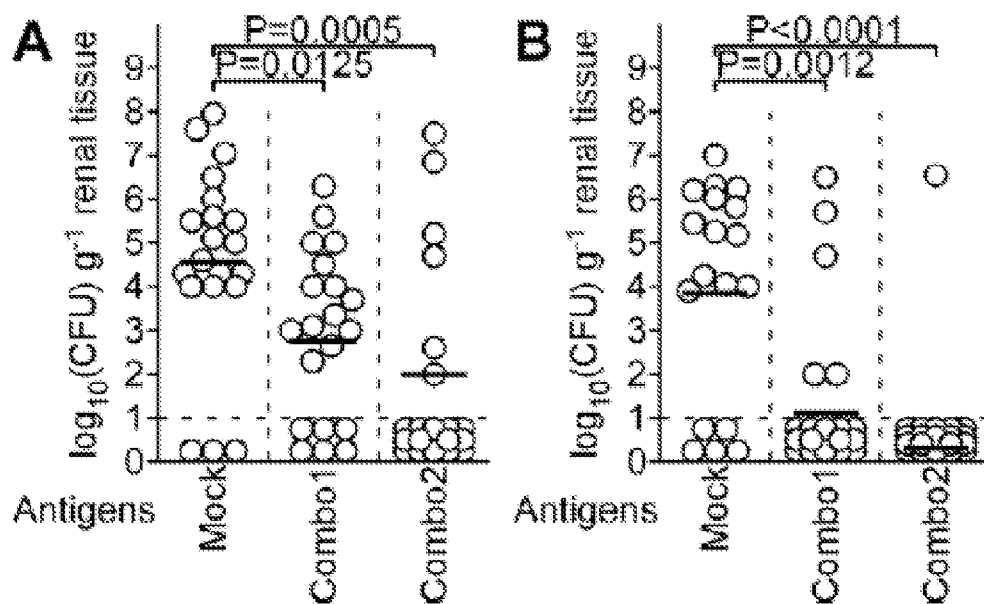 A
P=0.0005
P=0.0125
log10(CFU) g⁻¹ renal tissue
9
8
7
6
5
4
3
2
1
0
Antigens
Mock
Combo1
Combo2
B
P<0.0001
P=0.0012
log10(CFU) g⁻¹ renal tissue
9
8
7
6
5
4
3
2
1
0
Antigens
Mock
Combo1
Combo2